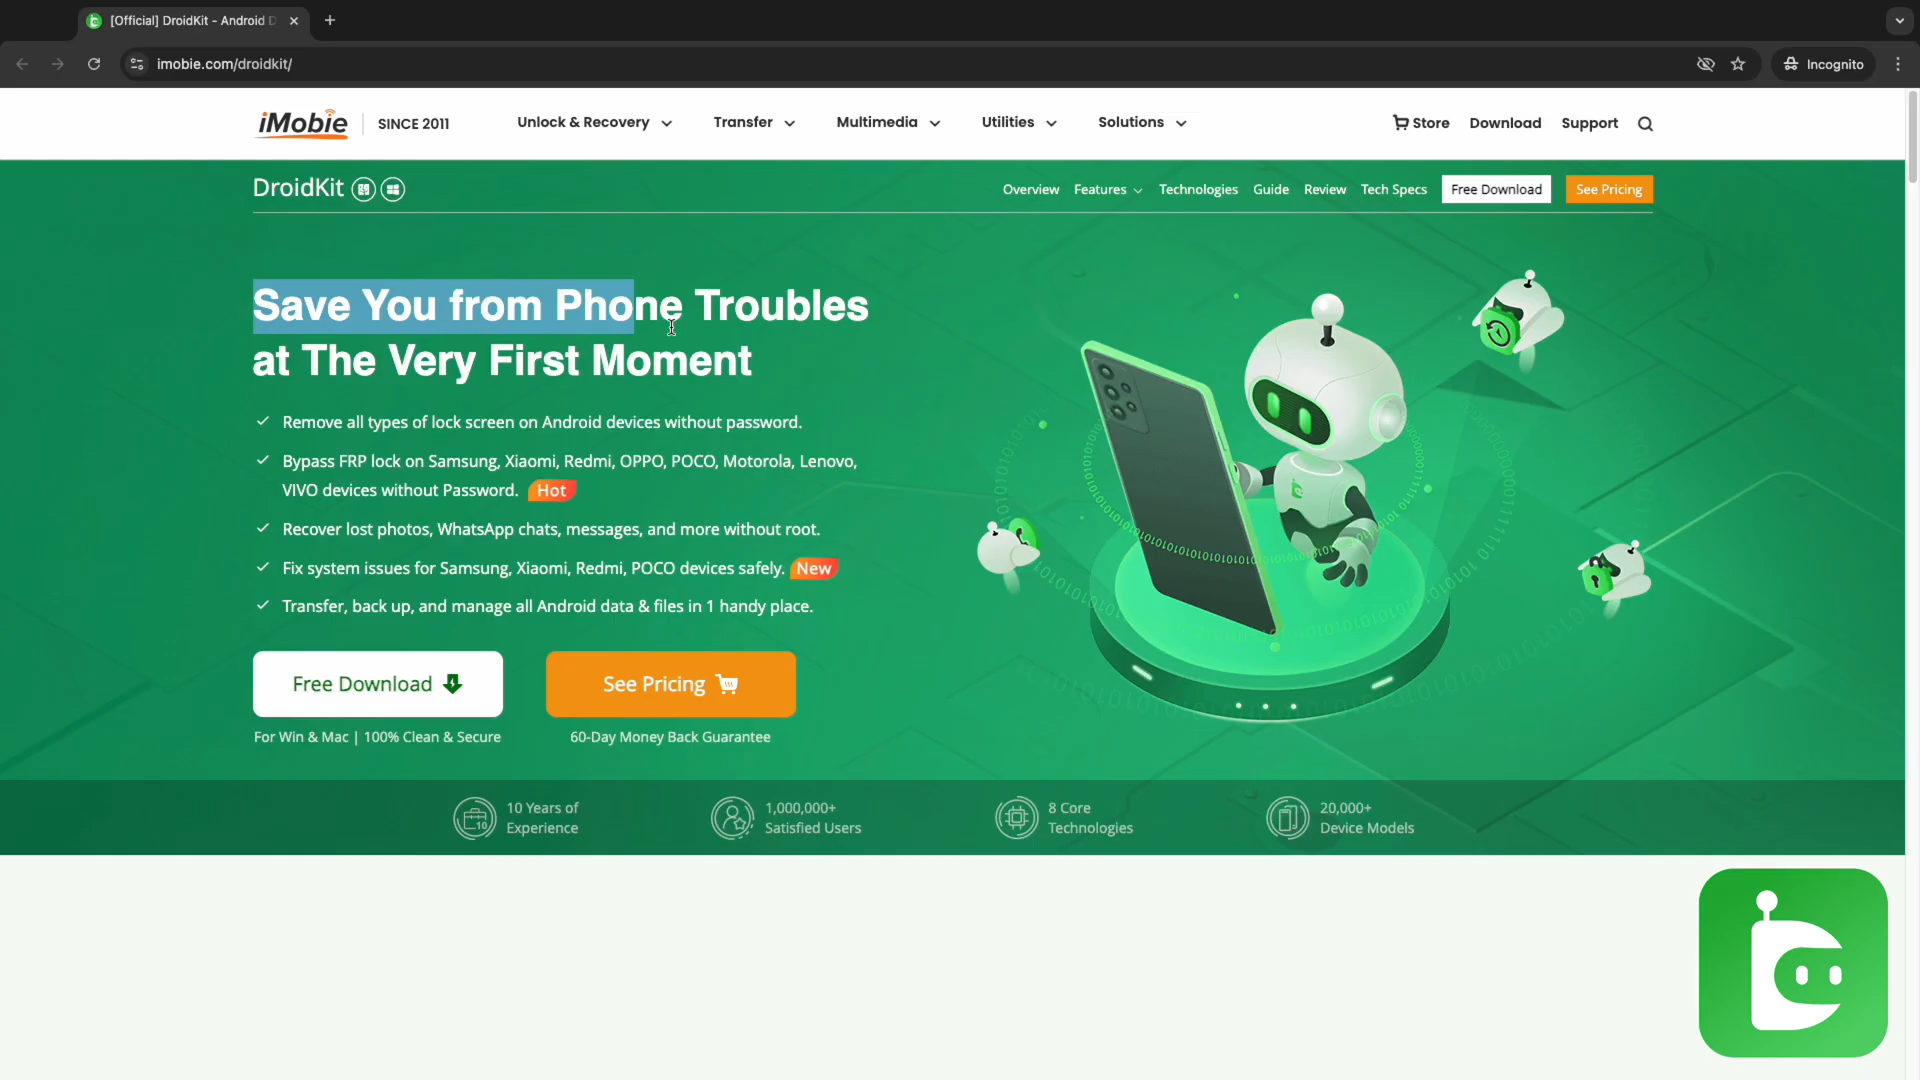 [Official] DroidKit - Android D
imobie.com/droidkit/
Incognito
iMobie
SINCE 2011
Unlock & Recovery
Transfer
Multimedia
Utilities
Solutions
Store
Download
Support
DroidKit
Overview
Features
Technologies
Guide
Review
Tech Specs
Free Download
See Pricing
Save You from Phone Troubles
at The Very First Moment
Remove all types of lock screen on Android devices without password.
Bypass FRP lock on Samsung, Xiaomi, Redmi, OPPO, POCO, Motorola, Lenovo,
VIVO devices without Password. Hot
Recover lost photos, WhatsApp chats, messages, and more without root.
Fix system issues for Samsung, Xiaomi, Redmi, POCO devices safely. New
Transfer, back up, and manage all Android data & files in 1 handy place.
Free Download
See Pricing
For Win & Mac | 100% Clean & Secure
60-Day Money Back Guarantee
10 Years of
Experience
1,000,000+
Satisfied Users
8 Core
Technologies
20,000+
Device Models